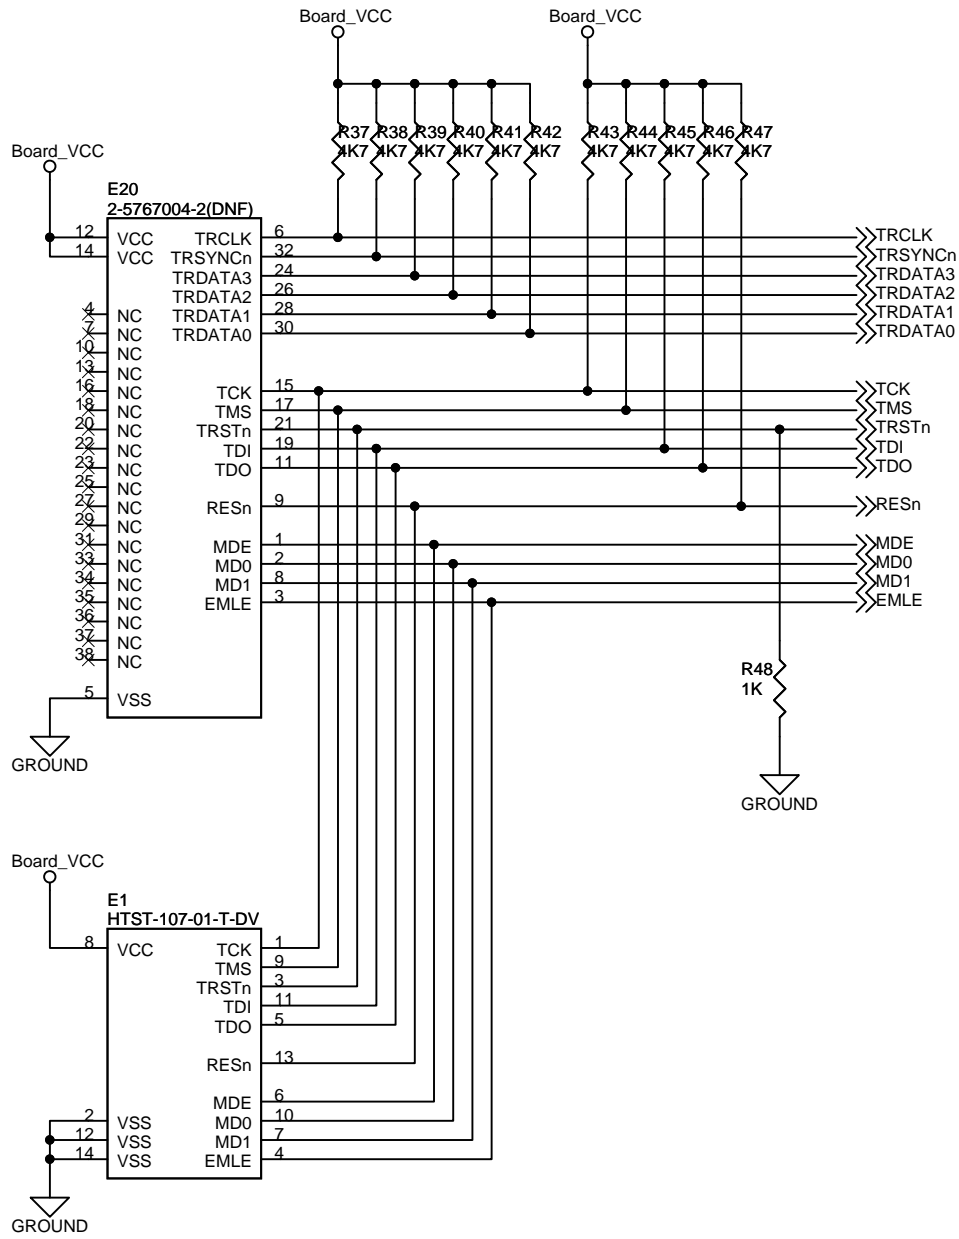 Board_VCC
Board_VCC
R37 R38 R39 R40 R41 R42
4K7 4K7 4K7 4K7 4K7 4K7
R43 R44 R45 R46 R47
4K7 4K7 4K7 4K7 4K7
Board_VCC
E20
2-5767004-2(DNF)
12 VCC TRCLK 6 TRCLK
14 VCC TRSYNCn 32 TRSYNCn
TRDATA3 24 TRDATA3
TRDATA2 26 TRDATA2
4 NC TRDATA1 28 TRDATA1
7 NC TRDATA0 30 TRDATA0
10 NC
13 NC
16 NC TCK 15 TCK
18 NC TMS 17 TMS
20 NC TRSTn 21 TRSTn
22 NC TDI 19 TDI
23 NC TDO 11 TDO
25 NC
27 NC RESn 9 RESn
29 NC
31 NC MDE 1 MDE
33 NC MD0 2 MD0
34 NC MD1 8 MD1
35 NC EMLE 3 EMLE
36 NC
37 NC
38 NC
5 VSS
GROUND
R48
1K
GROUND
Board_VCC
E1
HTST-107-01-T-DV
8 VCC TCK 1
TMS 9
TRSTn 3
TDI 11
TDO 5
RESn 13
MDE 6
2 VSS MD0 10
12 VSS MD1 7
14 VSS EMLE 4
GROUND